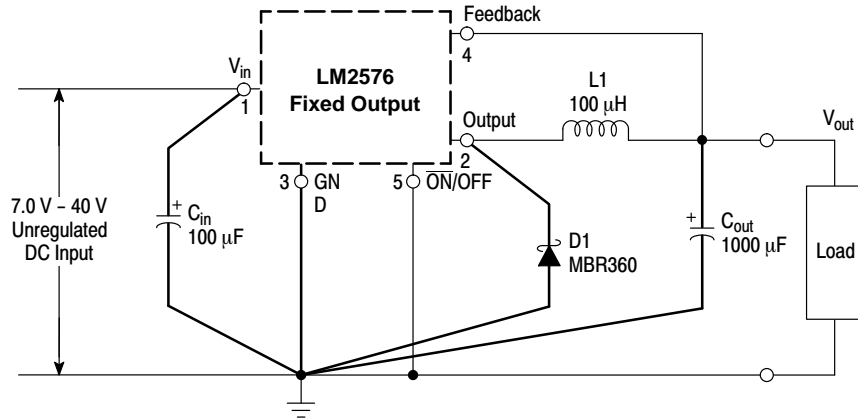 Feedback
4
LM2576
Fixed Output
V_in
1
L1
100 μH
Output
2
V_out
3
GN
D
5
ON/OFF
7.0 V – 40 V
Unregulated
DC Input
+
C_in
100 μF
D1
MBR360
+
C_out
1000 μF
Load